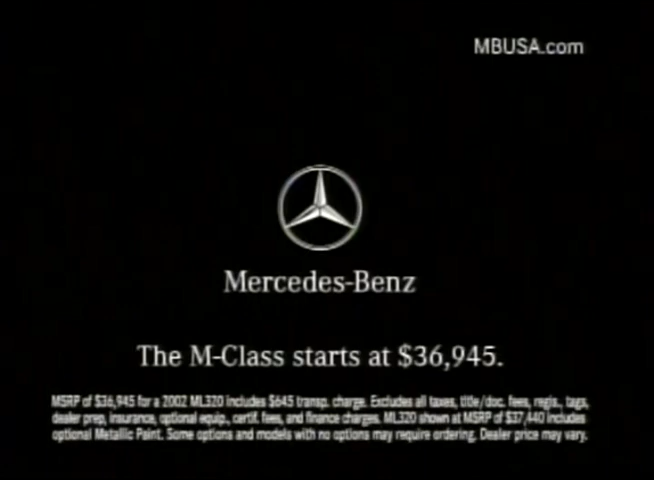 MBUSA.com
Mercedes-Benz
The M-Class starts at $36,945.
MSRP of $36,945 for a 2002 ML320 includes $645 transp. charge. Excludes all taxes, title/doc. fees, regis., tags,
dealer prep, insurance, optional equip., certif. fees, and finance charges. ML320 shown at MSRP of $37,440 includes
optional Metallic Paint. Some options and models with no options may require ordering. Dealer price may vary.